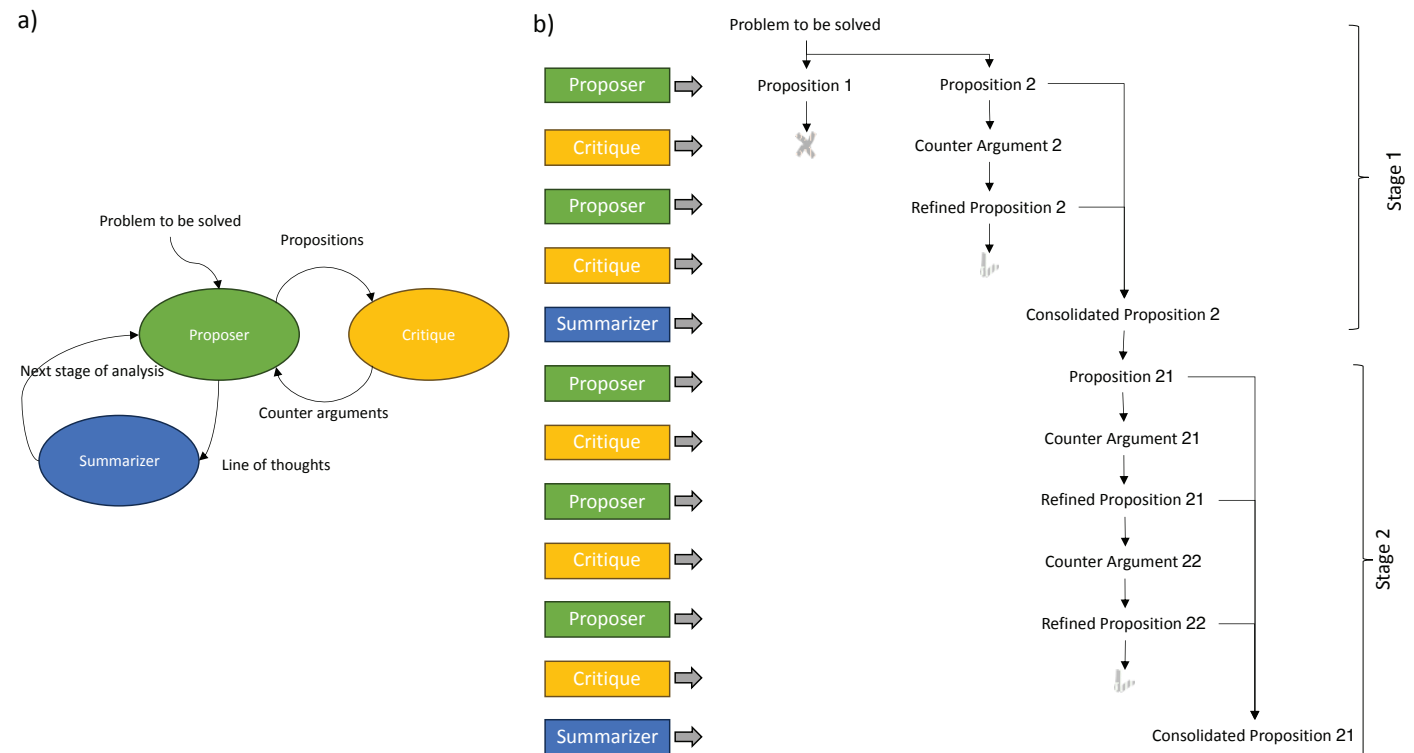 a)
Problem to be solved
Propositions
Proposer
Critique
Next stage of analysis
Counter arguments
Summarizer
Line of thoughts
b)
Problem to be solved
Proposer
Proposition 1
Proposition 2
Critique
Counter Argument 2
Proposer
Refined Proposition 2
Critique
Summarizer
Consolidated Proposition 2
Stage 1
Proposer
Proposition 21
Critique
Counter Argument 21
Proposer
Refined Proposition 21
Critique
Counter Argument 22
Proposer
Refined Proposition 22
Critique
Summarizer
Consolidated Proposition 21
Stage 2